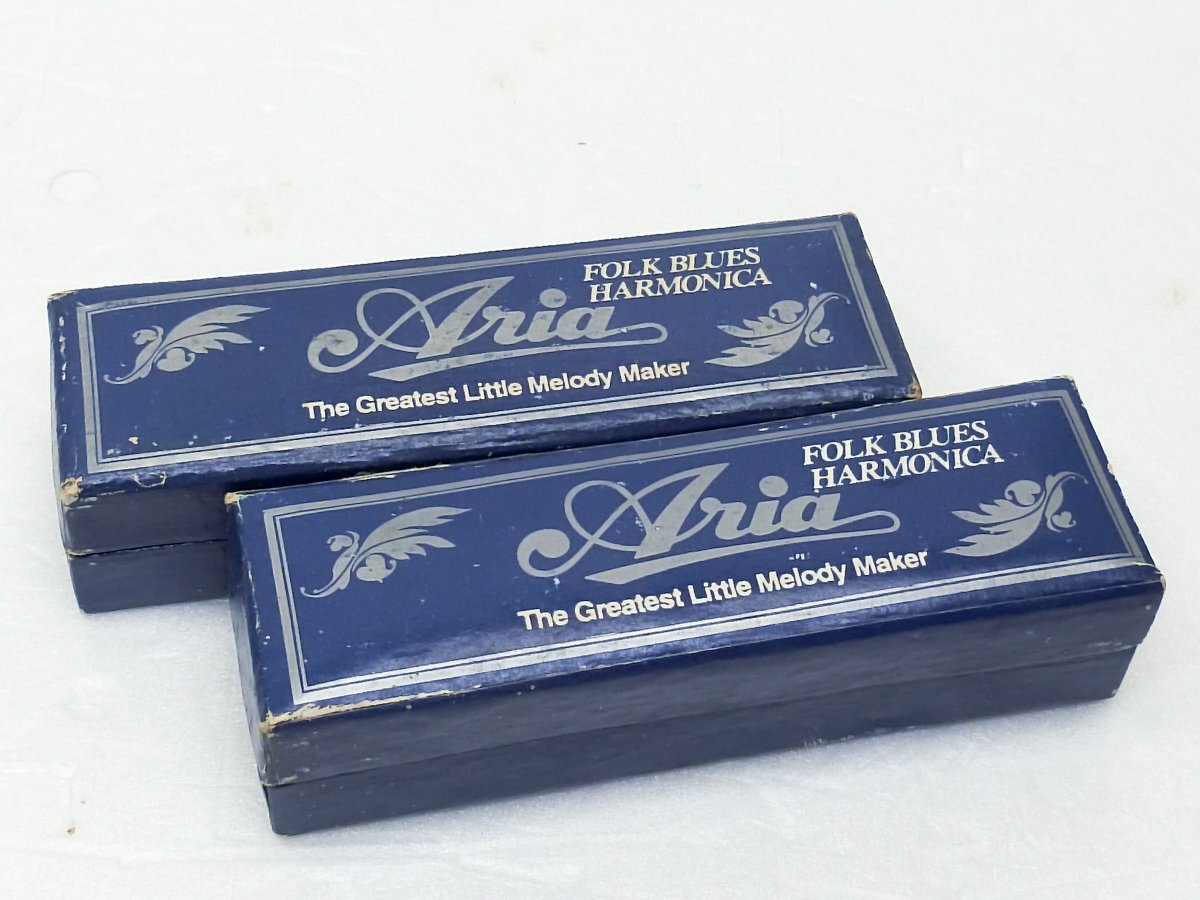 FOLK BLUES
HARMONICA
Aria
The Greatest Little Melody Maker
FOLK BLUES
HARMONICA
Aria
The Greatest Little Melody Maker